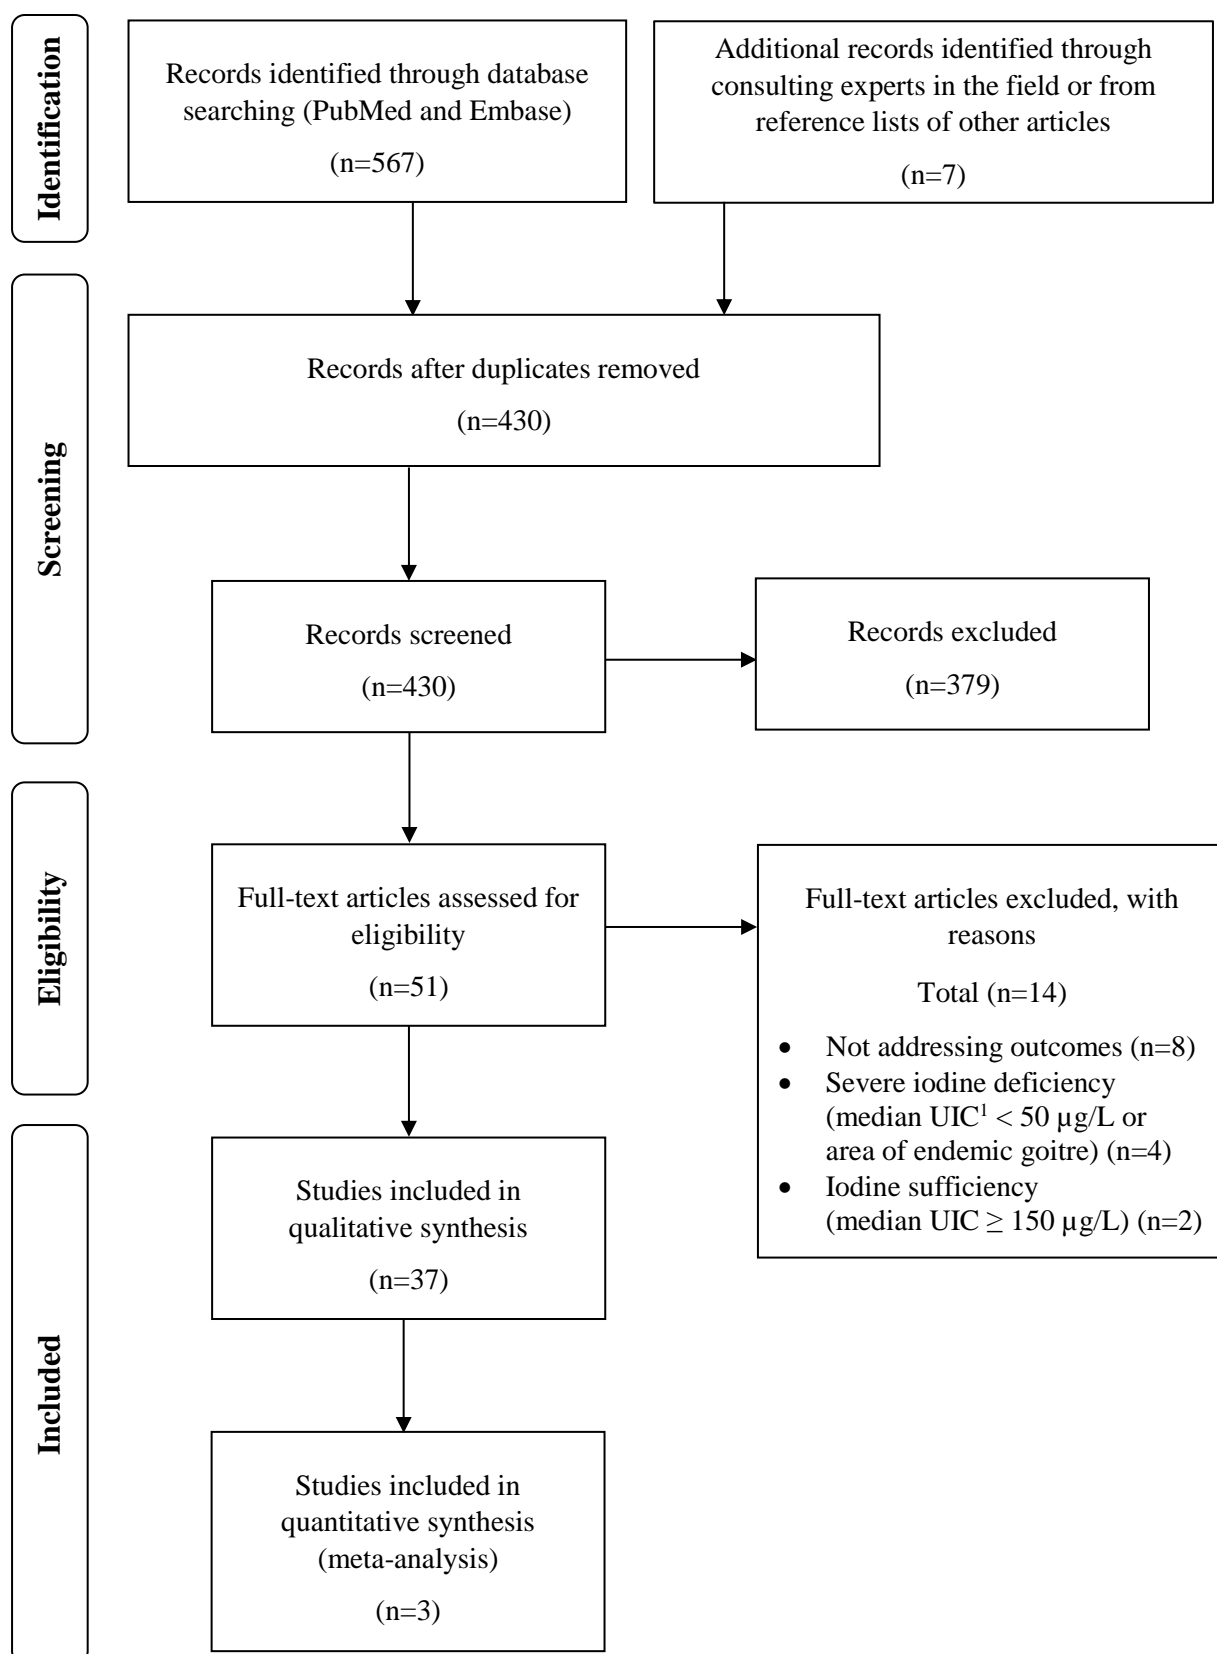 Identification
Records identified through database
searching (PubMed and Embase)
(n=567)
Additional records identified through
consulting experts in the field or from
reference lists of other articles
(n=7)
Screening
Records after duplicates removed
(n=430)
Records screened
(n=430)
Records excluded
(n=379)
Eligibility
Full-text articles assessed for
eligibility
(n=51)
Full-text articles excluded, with
reasons
Total (n=14)
• Not addressing outcomes (n=8)
• Severe iodine deficiency
(median UIC¹ < 50 µg/L or
area of endemic goitre) (n=4)
• Iodine sufficiency
(median UIC ≥ 150 µg/L) (n=2)
Included
Studies included in
qualitative synthesis
(n=37)
Studies included in
quantitative synthesis
(meta-analysis)
(n=3)